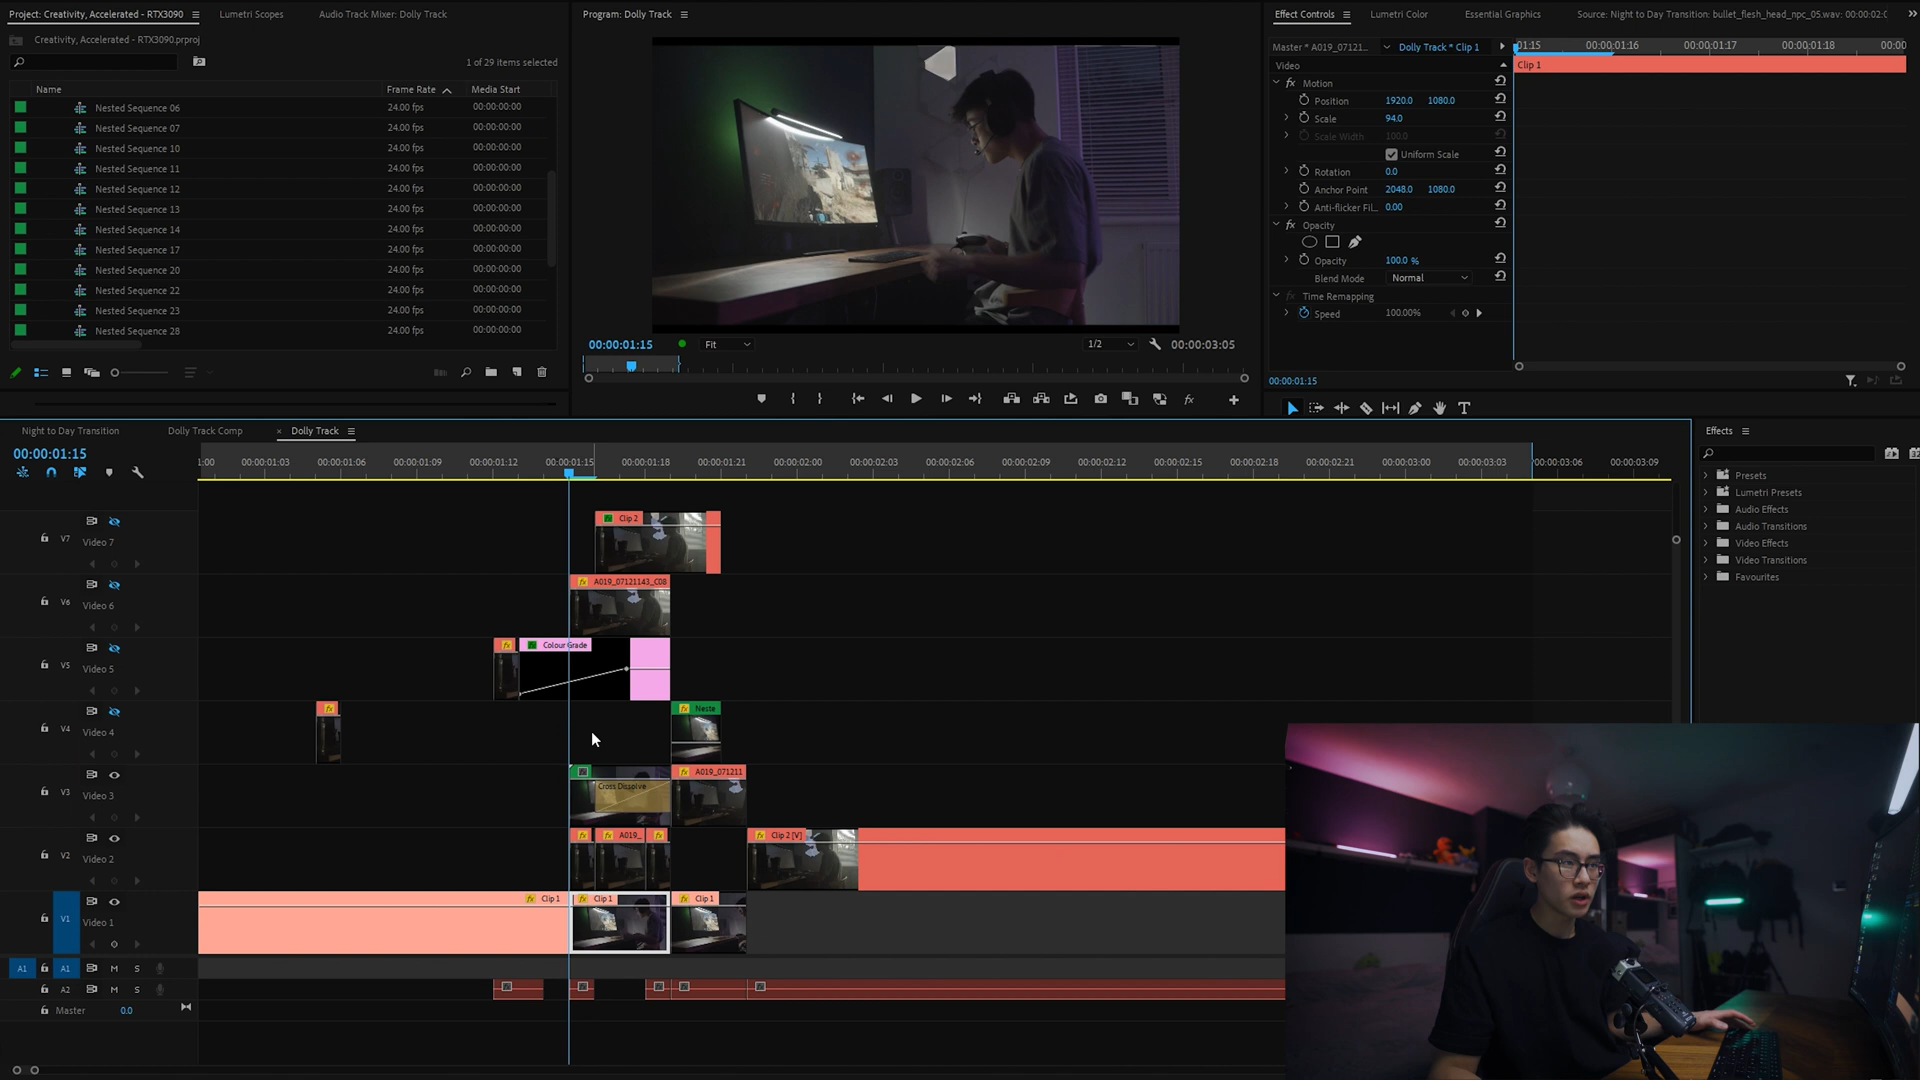 Project: Creativity, Accelerated - RTX3090
Lumetri Scopes
Audio Track Mixer: Dolly Track
Creativity, Accelerated - RTX3090.prproj
1 of 29 items selected
Name Frame Rate Media Start
Nested Sequence 06 24.00 fps 00:00:00:00
Nested Sequence 07 24.00 fps 00:00:00:00
Nested Sequence 10 24.00 fps 00:00:00:00
Nested Sequence 11 24.00 fps 00:00:00:00
Nested Sequence 12 24.00 fps 00:00:00:00
Nested Sequence 13 24.00 fps 00:00:00:00
Nested Sequence 14 24.00 fps 00:00:00:00
Nested Sequence 17 24.00 fps 00:00:00:00
Nested Sequence 20 24.00 fps 00:00:00:00
Nested Sequence 22 24.00 fps 00:00:00:00
Nested Sequence 23 24.00 fps 00:00:00:00
Nested Sequence 28 24.00 fps 00:00:00:00
Program: Dolly Track
00:00:01:15 Fit 1/2 00:00:03:05
Effect Controls Lumetri Color Essential Graphics Source: Night to Day Transition: bullet_flesh_head_npc_05.wav: 00:00:02:0
Master * A019_07121... Dolly Track * Clip 1
01:15 00:00:01:16 00:00:01:17 00:00:01:18 00:00
Video
Clip 1
fx Motion
Position 1920.0 1080.0
Scale 94.0
Scale Width 100.0
Uniform Scale
Rotation 0.0
Anchor Point 2048.0 1080.0
Anti-flicker Fil... 0.00
fx Opacity
Opacity 100.0 %
Blend Mode Normal
fx Time Remapping
Speed 100.00%
00:00:01:15
Night to Day Transition Dolly Track Comp × Dolly Track
00:00:01:15
1:00 00:00:01:03 00:00:01:06 00:00:01:09 00:00:01:12 00:00:01:15 00:00:01:18 00:00:01:21 00:00:02:00 00:00:02:03 00:00:02:06 00:00:02:09 00:00:02:12 00:00:02:15 00:00:02:18 00:00:02:21 00:00:03:00 00:00:03:03 00:00:03:06 00:00:03:09
V7 Video 7
Clip 2
V6 Video 6
fx A019_07121143_C08
V5 Video 5
fx Colour Grade
V4 Video 4
fx fx Neste
V3 Video 3
Cross Dissolve
fx A019_071211
V2 Video 2
fx fx A019_ fx fx Clip 2 [V]
V1 Video 1
fx Clip 1 fx Clip 1 fx Clip 1
A1 A1 M S
A2 M S
Master 0.0
Effects
Presets
Lumetri Presets
Audio Effects
Audio Transitions
Video Effects
Video Transitions
Favourites